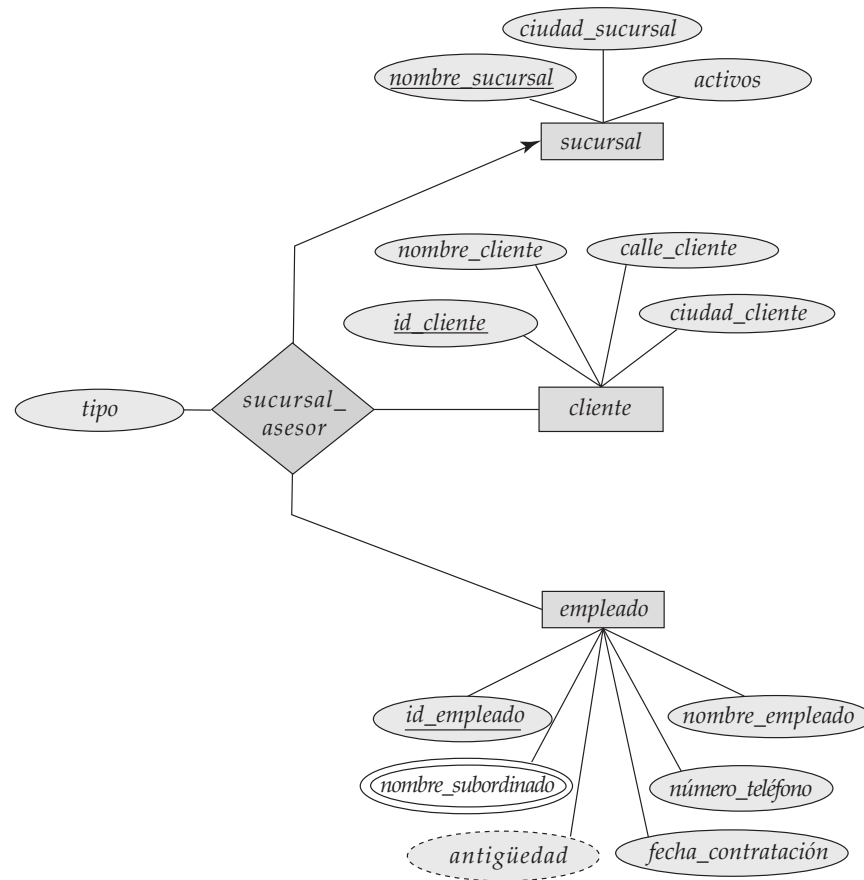 ciudad_sucursal
nombre_sucursal
activos
sucursal
nombre_cliente
calle_cliente
id_cliente
ciudad_cliente
tipo
sucursal_
asesor
cliente
empleado
id_empleado
nombre_empleado
nombre_subordinado
número_teléfono
antigüedad
fecha_contratación